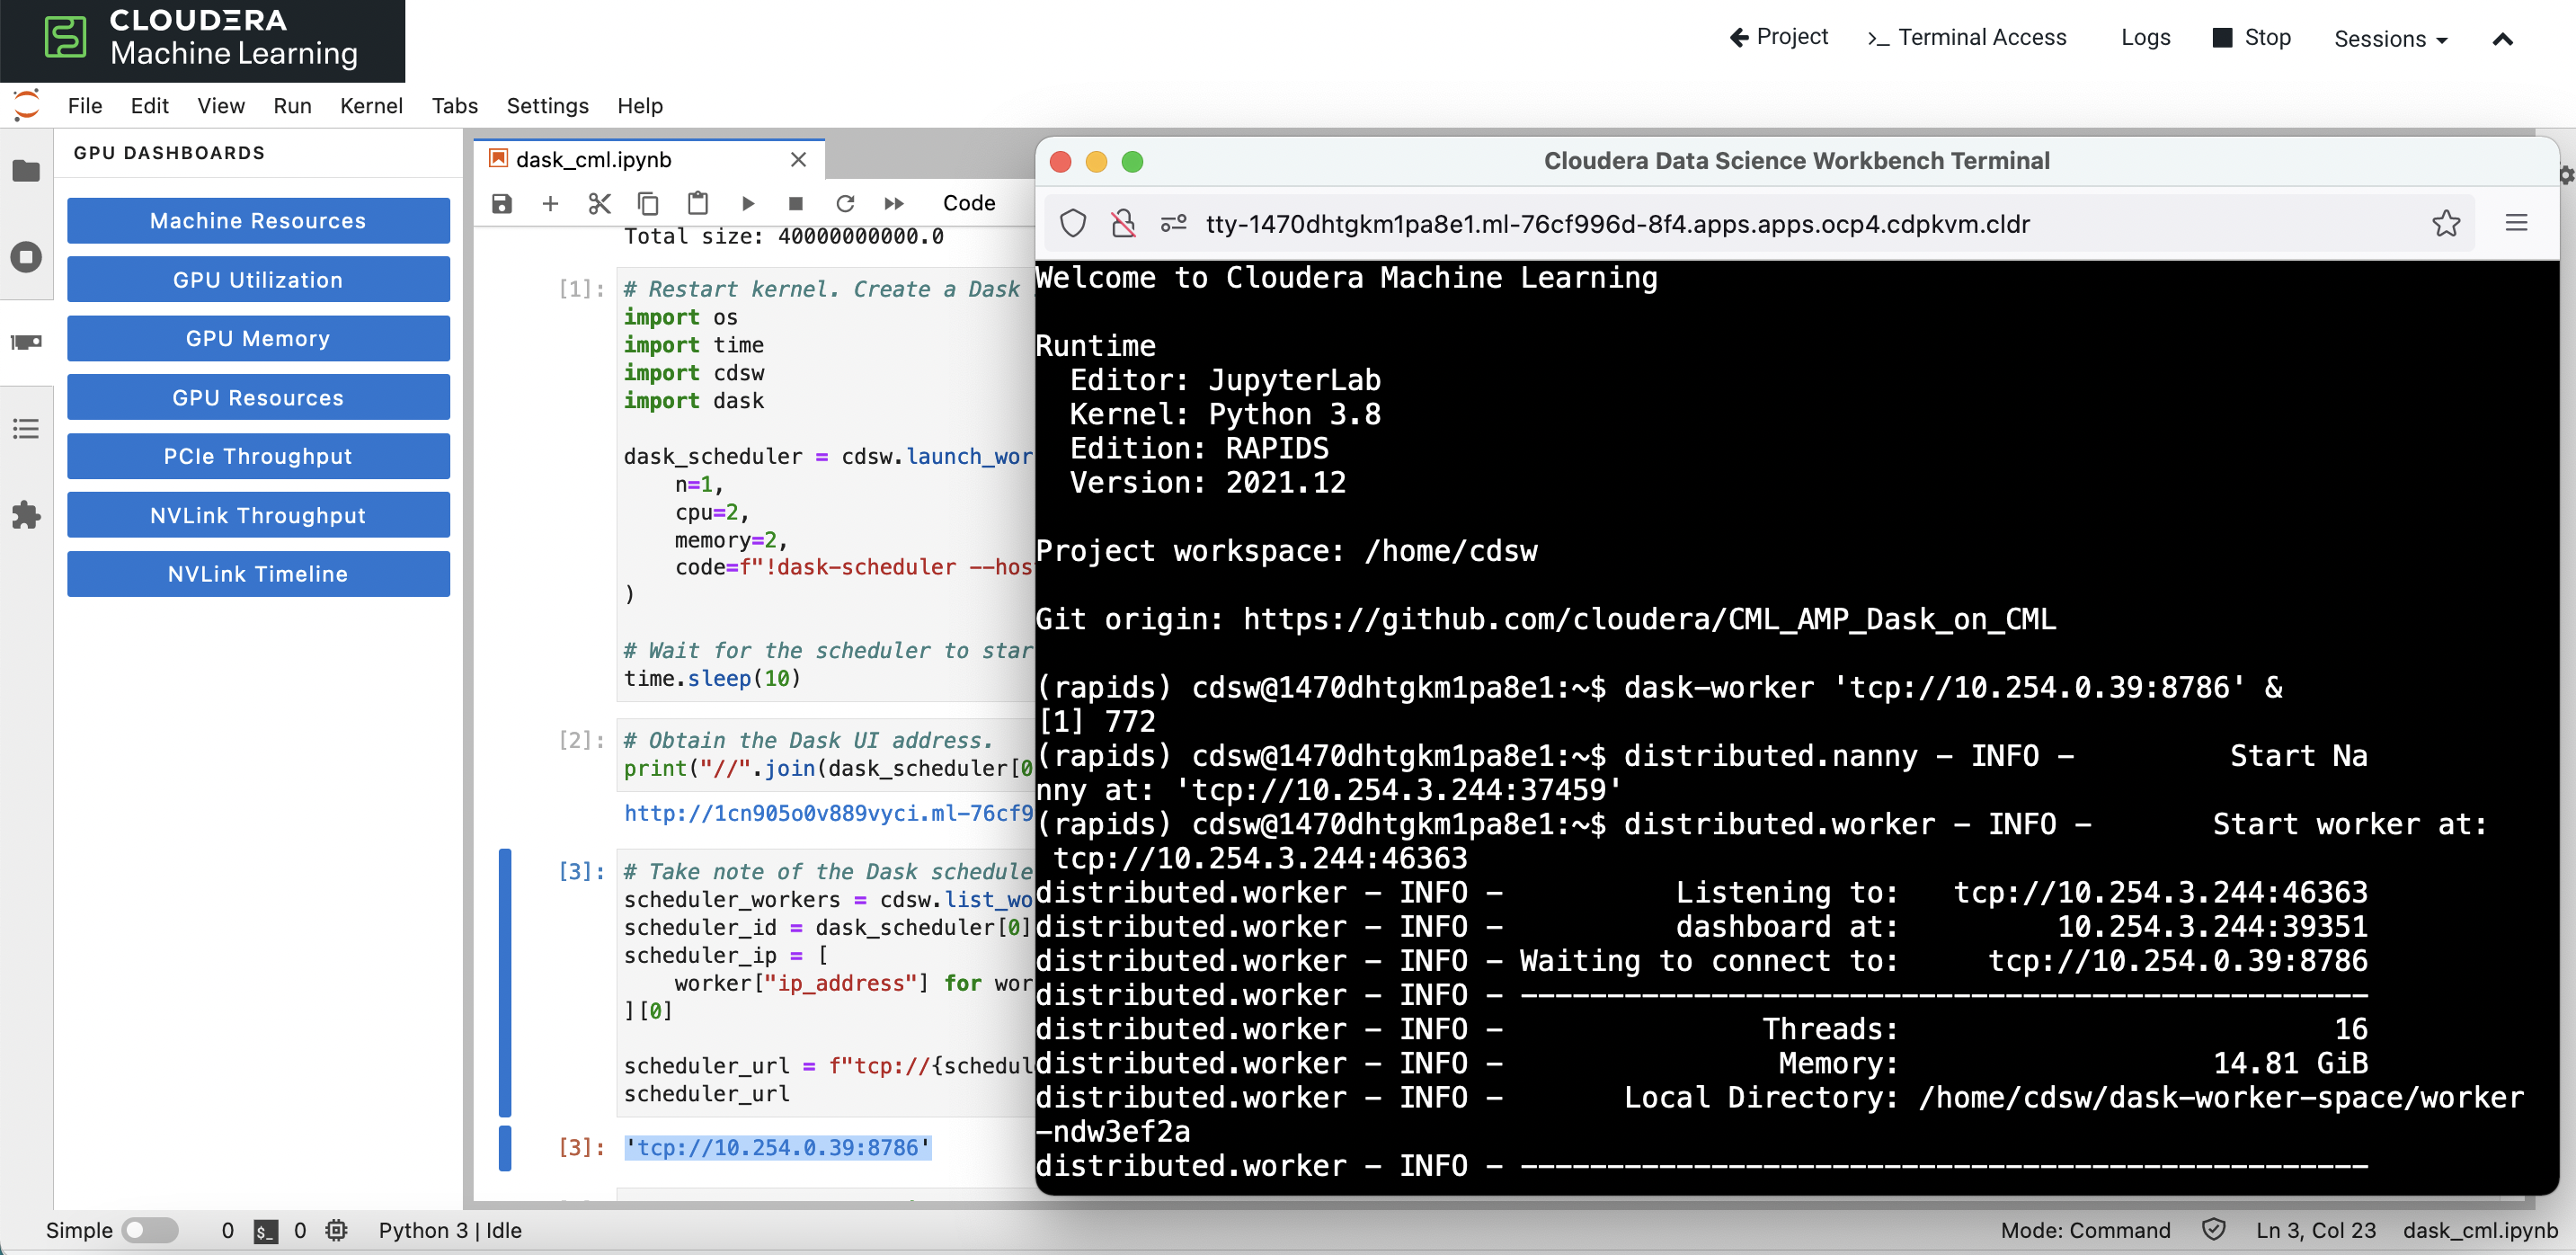 CLOUDERA
Machine Learning
Project
>_ Terminal Access
Logs
Stop
Sessions
File Edit View Run Kernel Tabs Settings Help
GPU DASHBOARDS
Machine Resources
GPU Utilization
GPU Memory
GPU Resources
PCIe Throughput
NVLink Throughput
NVLink Timeline
dask_cml.ipynb
Code
Total size: 40000000000.0
[1]:
# Restart kernel. Create a Dask
import os
import time
import cdsw
import dask
dask_scheduler = cdsw.launch_wor
n=1,
cpu=2,
memory=2,
code=f"!dask-scheduler --hos
)
# Wait for the scheduler to star
time.sleep(10)
[2]:
# Obtain the Dask UI address.
print("//".join(dask_scheduler[0
http://1cn905o0v889vyci.ml-76cf9
[3]:
# Take note of the Dask schedule
scheduler_workers = cdsw.list_wo
scheduler_id = dask_scheduler[0]
scheduler_ip = [
worker["ip_address"] for wor
][0]
scheduler_url = f"tcp://{schedul
scheduler_url
[3]:
'tcp://10.254.0.39:8786'
Cloudera Data Science Workbench Terminal
tty-1470dhtgkm1pa8e1.ml-76cf996d-8f4.apps.apps.ocp4.cdpkvm.cldr
Welcome to Cloudera Machine Learning
Runtime
Editor: JupyterLab
Kernel: Python 3.8
Edition: RAPIDS
Version: 2021.12
Project workspace: /home/cdsw
Git origin: https://github.com/cloudera/CML_AMP_Dask_on_CML
(rapids) cdsw@1470dhtgkm1pa8e1:~$ dask-worker 'tcp://10.254.0.39:8786' &
[1] 772
(rapids) cdsw@1470dhtgkm1pa8e1:~$ distributed.nanny - INFO - Start Na
nny at: 'tcp://10.254.3.244:37459'
(rapids) cdsw@1470dhtgkm1pa8e1:~$ distributed.worker - INFO - Start worker at:
tcp://10.254.3.244:46363
distributed.worker - INFO - Listening to: tcp://10.254.3.244:46363
distributed.worker - INFO - dashboard at: 10.254.3.244:39351
distributed.worker - INFO - Waiting to connect to: tcp://10.254.0.39:8786
distributed.worker - INFO - -------------------------------------------------
distributed.worker - INFO - Threads: 16
distributed.worker - INFO - Memory: 14.81 GiB
distributed.worker - INFO - Local Directory: /home/cdsw/dask-worker-space/worker
-ndw3ef2a
distributed.worker - INFO - -------------------------------------------------
Simple 0 $_ 0 Python 3 | Idle
Mode: Command Ln 3, Col 23 dask_cml.ipynb